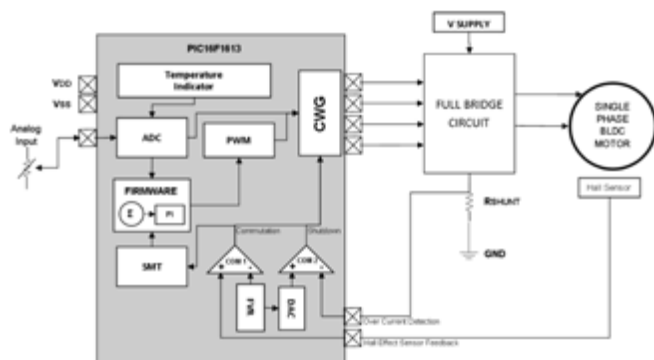 V SUPPLY
PIC16F1613
Temperature
Indicator
VDD
VSS
Analog
Input
ADC
PWM
CWG
FULL BRIDGE
CIRCUIT
SINGLE
PHASE
BLDC
MOTOR
Hall Sensor
FIRMWARE
Σ
PI
RSHUNT
GND
Commutation
Shutdown
SMT
+ COM 1 -
+ COM 2 -
FVR
DAC
Over Current Detection
Hall Effect Sensor Feedback